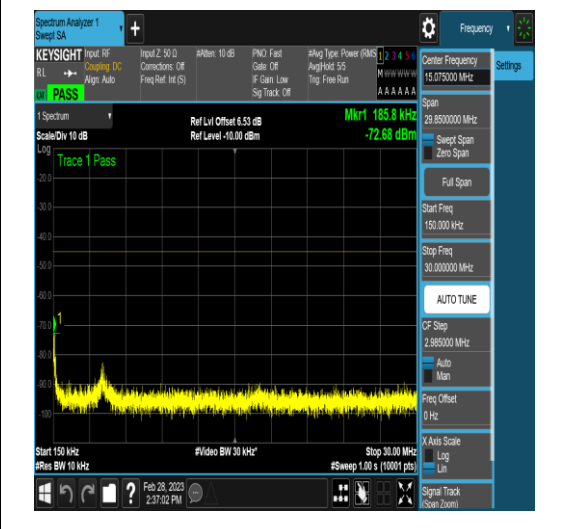 Spectrum Analyzer 1
Swept SA
Frequency
KEYSIGHT
RL
Input: RF
Coupling: DC
Align: Auto
Input Z: 50 Ω
Corrections: Off
Freq Ref: Int (S)
#Atten: 10 dB
PNO: Fast
Gate: Off
IF Gain: Low
Sig Track: Off
#Avg Type: Power (RMS)
Avg|Hold: 5/5
Trig: Free Run
1 2 3 4 5 6
M W W W W W
A A A A A A
PASS
1 Spectrum
Scale/Div 10 dB
Ref Lvl Offset 6.53 dB
Ref Level -10.00 dBm
Mkr1 185.8 kHz
-72.68 dBm
Log
Trace 1 Pass
-20.0
-30.0
-40.0
-50.0
-60.0
-70.0
-80.0
-90.0
-100
1
Start 150 kHz
#Res BW 10 kHz
#Video BW 30 kHz*
Stop 30.00 MHz
#Sweep 1.00 s (10001 pts)
Feb 28, 2023
2:37:02 PM
Settings
Center Frequency
15.075000 MHz
Span
29.8500000 MHz
Swept Span
Zero Span
Full Span
Start Freq
150.000 kHz
Stop Freq
30.000000 MHz
AUTO TUNE
CF Step
2.985000 MHz
Auto
Man
Freq Offset
0 Hz
X Axis Scale
Log
Lin
Signal Track
(Span Zoom)